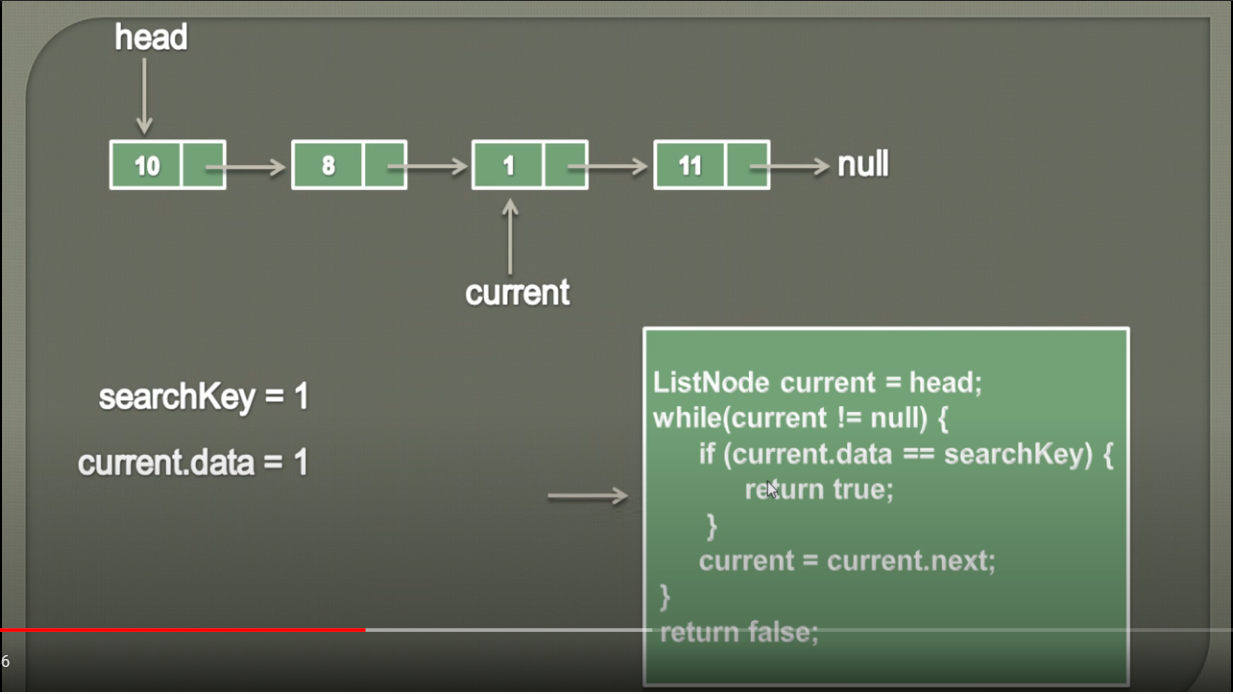 head
10 8 1 11 null
current
searchKey = 1
current.data = 1
ListNode current = head;
while(current != null) {
if (current.data == searchKey) {
return true;
}
current = current.next;
}
return false;
6